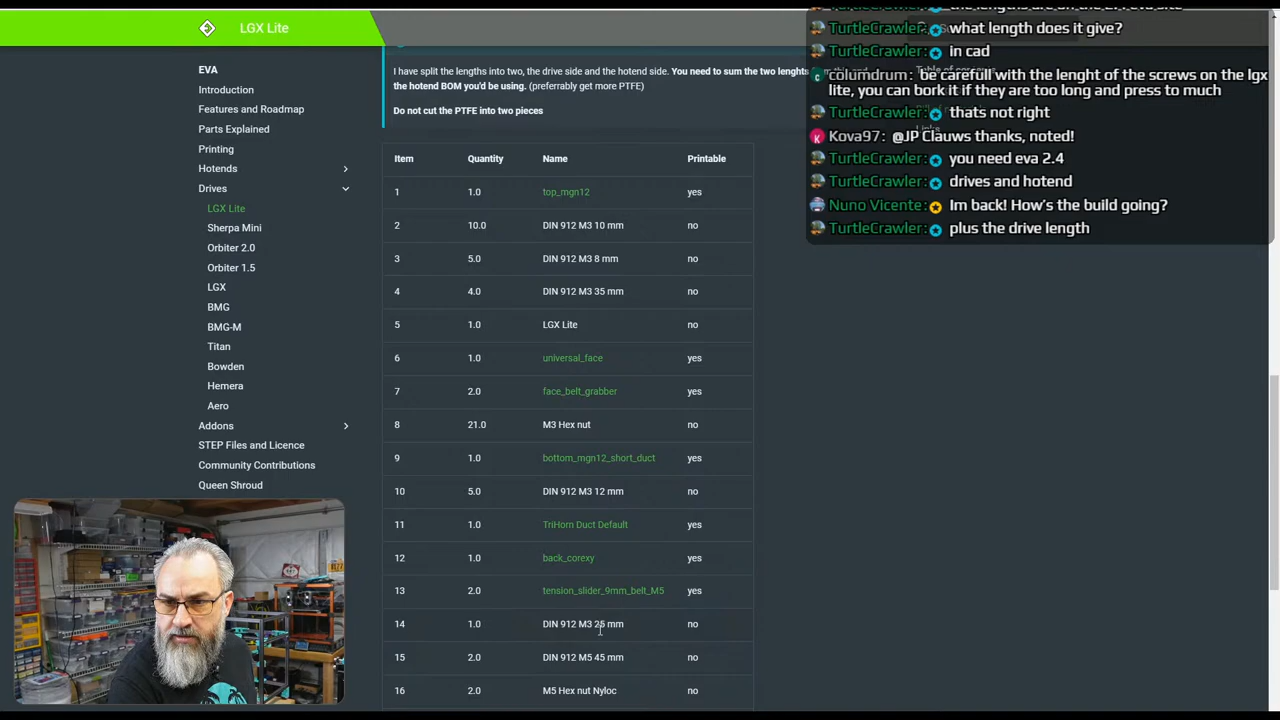 LGX Lite
EVA
Introduction
Features and Roadmap
Parts Explained
Printing
Hotends
Drives
LGX Lite
Sherpa Mini
Orbiter 2.0
Orbiter 1.5
LGX
BMG
BMG-M
Titan
Bowden
Hemera
Aero
Addons
STEP Files and Licence
Community Contributions
Queen Shroud
I have split the lengths into two, the drive side and the hotend side. You need to sum the two lenghts
the hotend BOM you'd be using. (preferrably get more PTFE)
Do not cut the PTFE into two pieces
Item Quantity Name Printable
1 1.0 top_mgn12 yes
2 10.0 DIN 912 M3 10 mm no
3 5.0 DIN 912 M3 8 mm no
4 4.0 DIN 912 M3 35 mm no
5 1.0 LGX Lite no
6 1.0 universal_face yes
7 2.0 face_belt_grabber yes
8 21.0 M3 Hex nut no
9 1.0 bottom_mgn12_short_duct yes
10 5.0 DIN 912 M3 12 mm no
11 1.0 TriHorn Duct Default yes
12 1.0 back_corexy yes
13 2.0 tension_slider_9mm_belt_M5 yes
14 1.0 DIN 912 M3 25 mm no
15 2.0 DIN 912 M5 45 mm no
16 2.0 M5 Hex nut Nyloc no
TurtleCrawler: what length does it give?
TurtleCrawler: in cad
columdrum: be careful with the lenght of the screws on the lgx
lite, you can bork it if they are too long and press to much
TurtleCrawler: thats not right
Kova97: @JP Clauws thanks, noted!
TurtleCrawler: you need eva 2.4
TurtleCrawler: drives and hotend
Nuno Vicente: Im back! How's the build going?
TurtleCrawler: plus the drive length